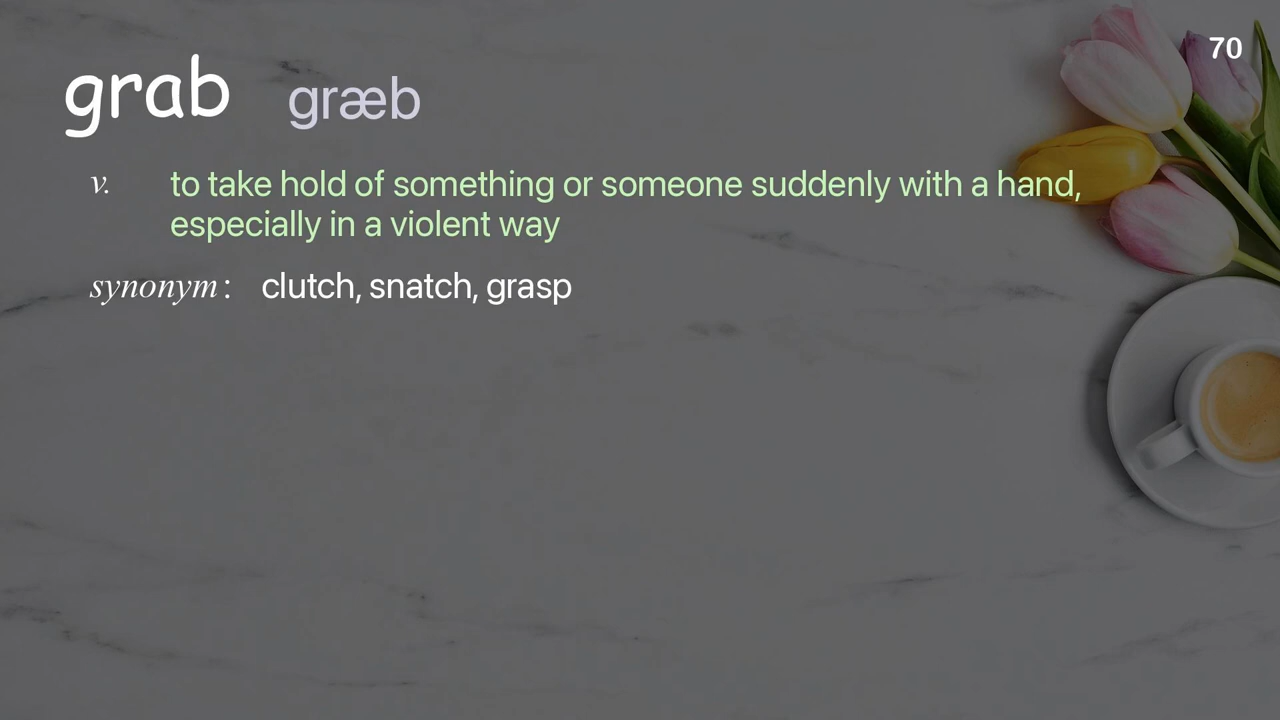 70
grab græb
v. to take hold of something or someone suddenly with a hand,
especially in a violent way
synonym : clutch, snatch, grasp